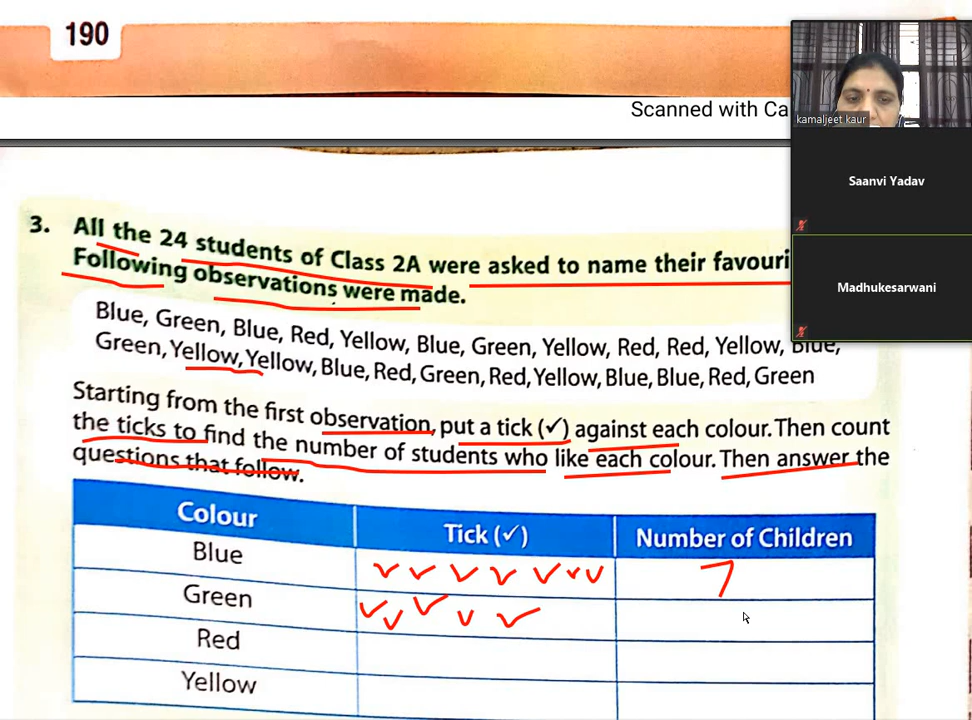 190
Scanned with Ca
kamaljeet kaur
Saanvi Yadav
Madhukesarwani
3. All the 24 students of Class 2A were asked to name their favouri
Following observations were made.
Blue, Green, Blue, Red, Yellow, Blue, Green, Yellow, Red, Red, Yellow, Blue,
Green, Yellow, Yellow, Blue, Red, Green, Red, Yellow, Blue, Blue, Red, Green
Starting from the first observation, put a tick (✓) against each colour. Then count
the ticks to find the number of students who like each colour. Then answer the
questions that follow.
Colour Tick (✓) Number of Children
Blue ✓ ✓ ✓ ✓ ✓ ✓ ✓ 7
Green ✓ ✓ ✓ ✓ ✓
Red
Yellow